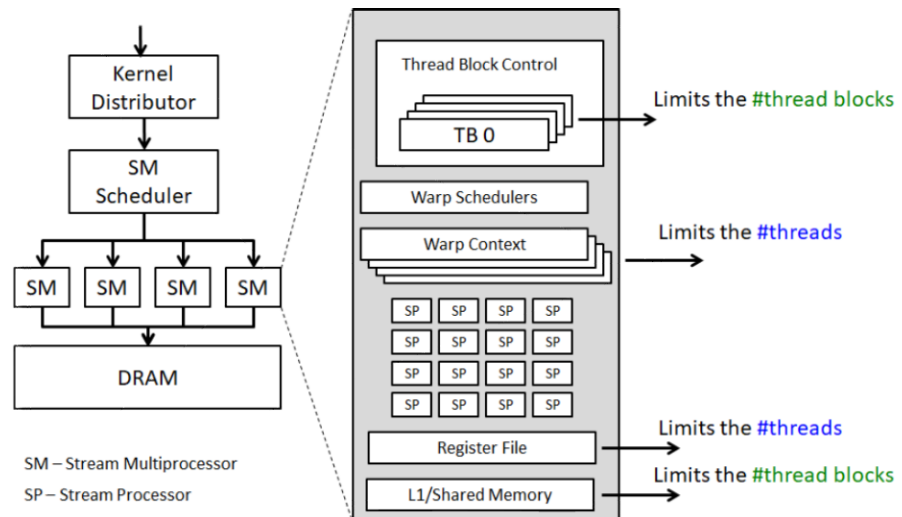 Kernel
Distributor
SM
Scheduler
SM
SM
SM
SM
DRAM
SM – Stream Multiprocessor
SP – Stream Processor
Thread Block Control
TB 0
Warp Schedulers
Warp Context
SP SP SP SP
SP SP SP SP
SP SP SP SP
SP SP SP SP
Register File
L1/Shared Memory
Limits the #thread blocks
Limits the #threads
Limits the #threads
Limits the #thread blocks